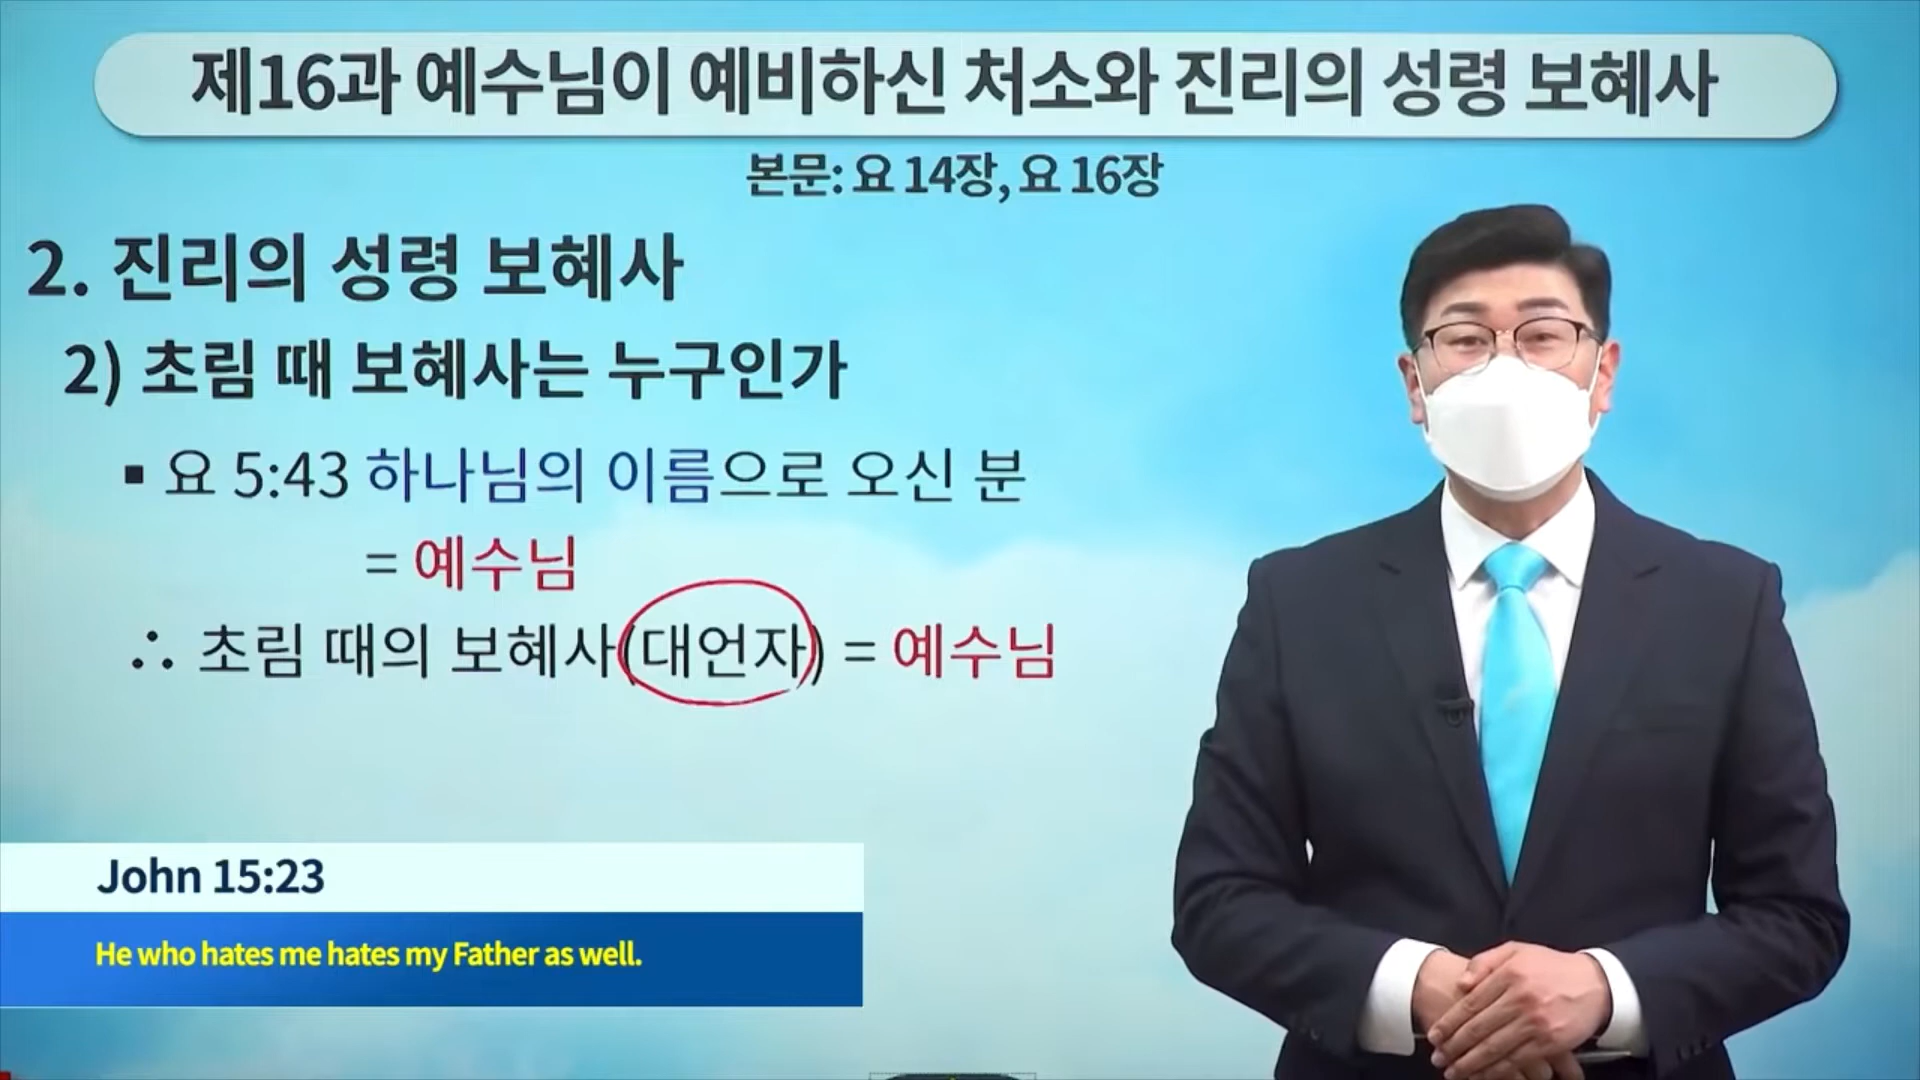 제16과 예수님이 예비하신 처소와 진리의 성령 보혜사
본문: 요 14장, 요 16장
2. 진리의 성령 보혜사
2) 초림 때 보혜사는 누구인가
▪ 요 5:43 하나님의 이름으로 오신 분
= 예수님
∴ 초림 때의 보혜사(대언자) = 예수님
John 15:23
He who hates me hates my Father as well.